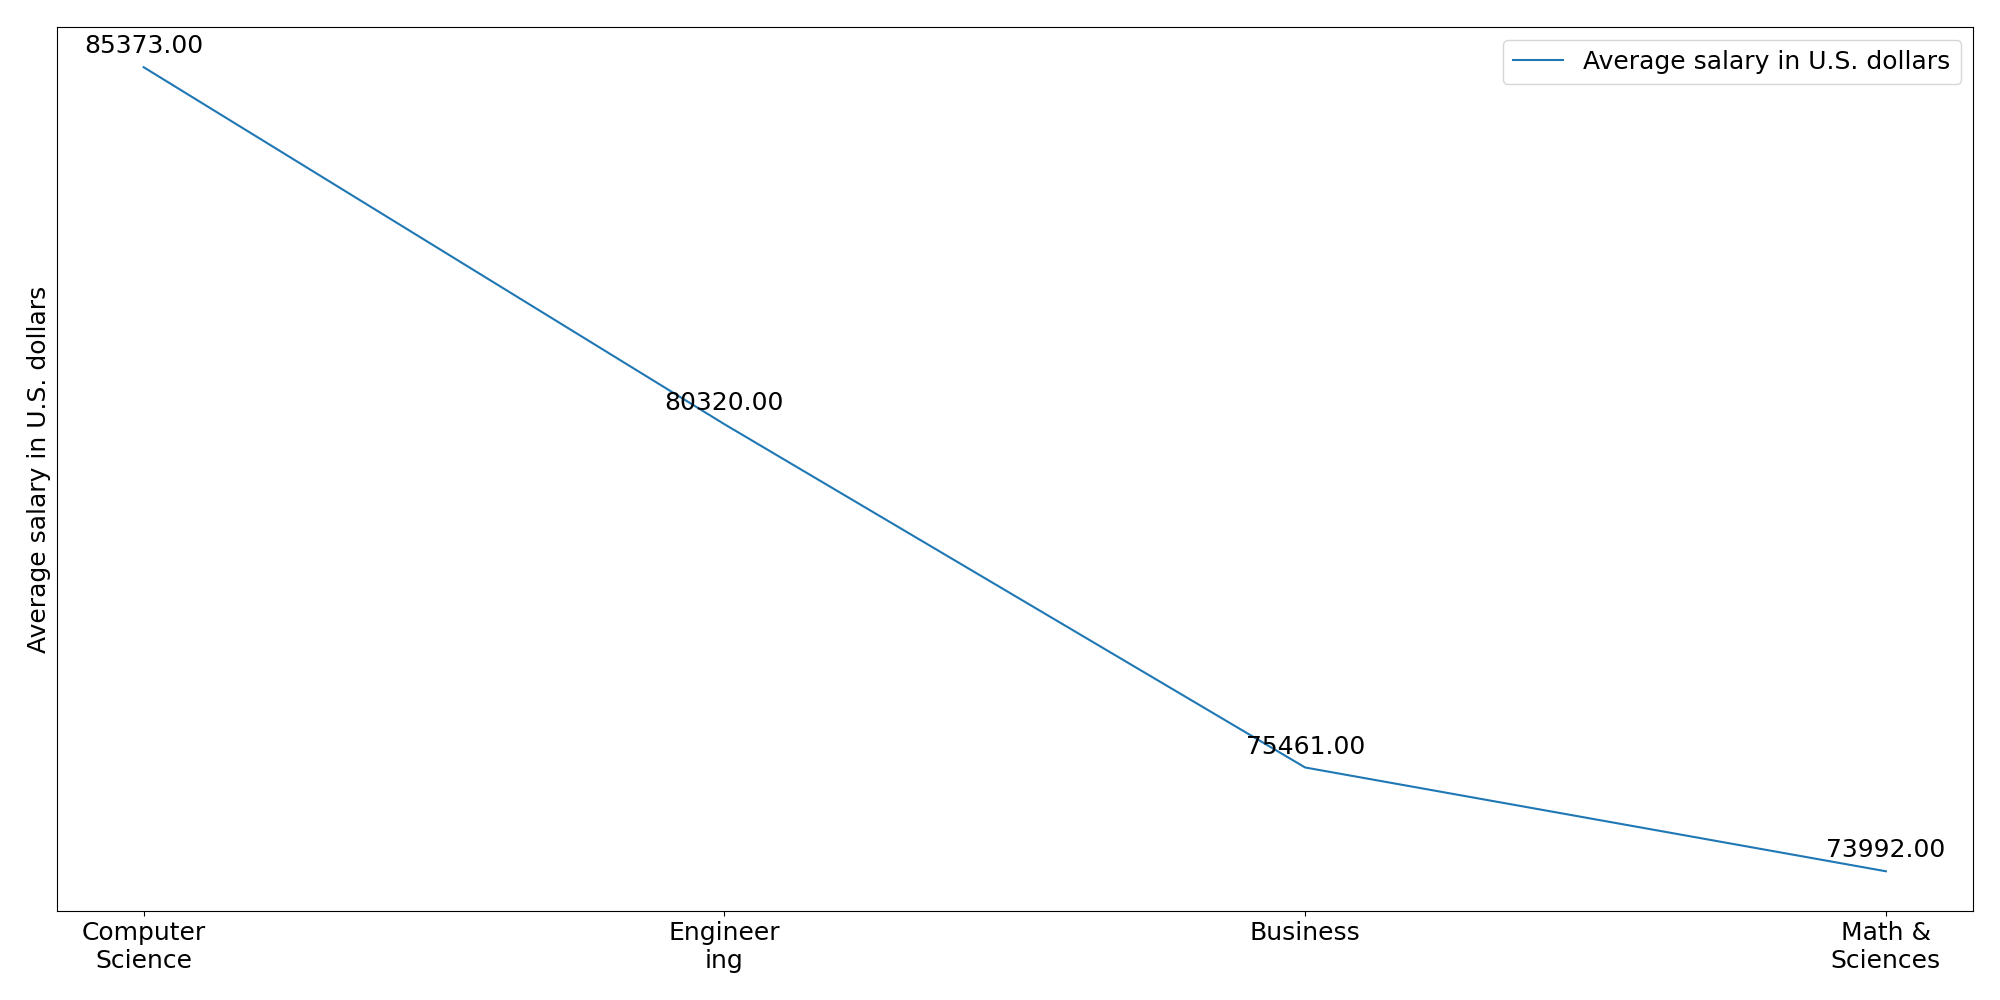 85373.00
Average salary in U.S. dollars
Average salary in U.S. dollars
80320.00
75461.00
73992.00
Computer
Science
Engineer
ing
Business
Math &
Sciences